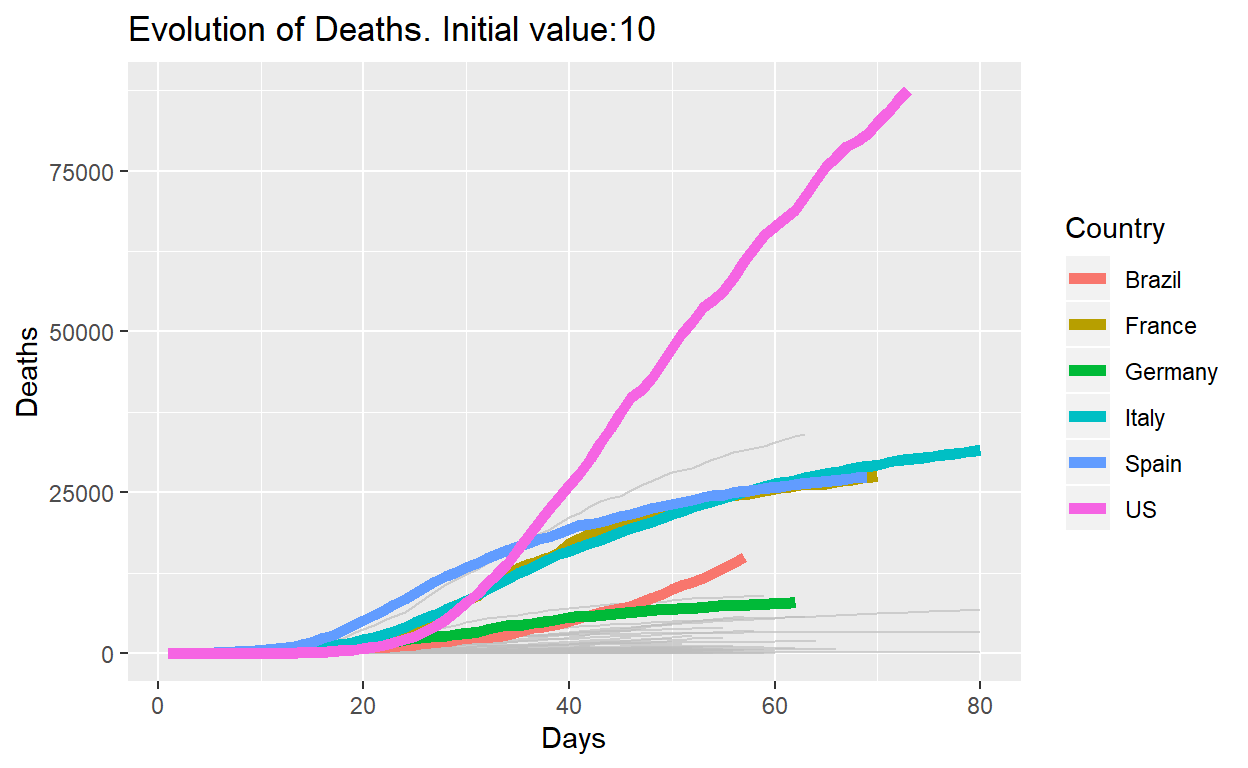 Evolution of Deaths. Initial value:10
Deaths
75000
50000
25000
0
0 20 40 60 80
Days
Country
Brazil
France
Germany
Italy
Spain
US